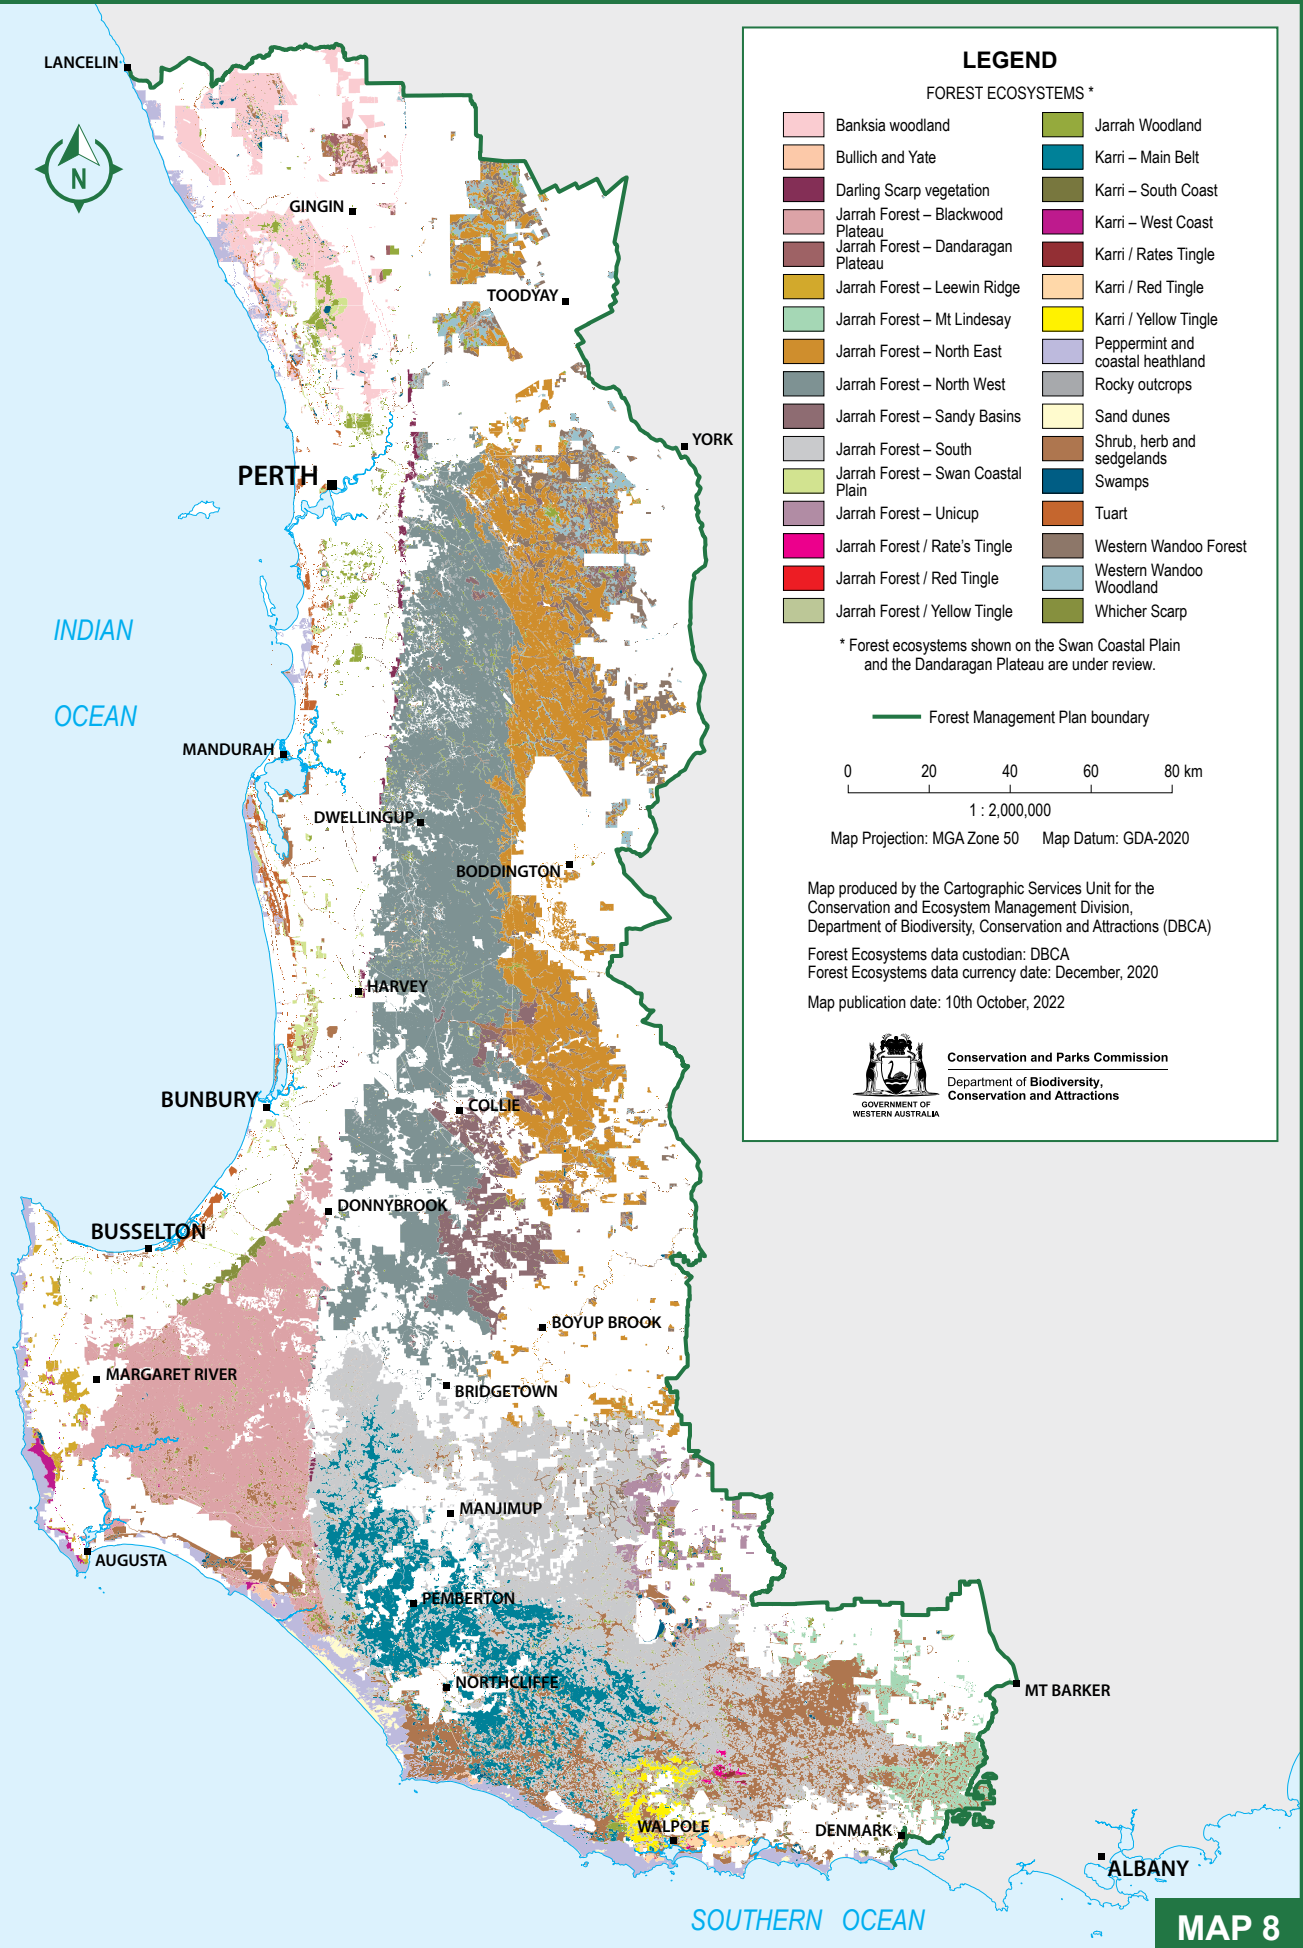 LANCELIN
N
GINGIN
TOODYAY
YORK
PERTH
INDIAN
OCEAN
MANDURAH
DWELLINGUP
BODDINGTON
HARVEY
BUNBURY
COLLIE
DONNYBROOK
BUSSELTON
BOYUP BROOK
MARGARET RIVER
BRIDGETOWN
MANJIMUP
AUGUSTA
PEMBERTON
NORTHCLIFFE
MT BARKER
WALPOLE
DENMARK
ALBANY
SOUTHERN OCEAN
LEGEND
FOREST ECOSYSTEMS *
Banksia woodland
Bullich and Yate
Darling Scarp vegetation
Jarrah Forest – Blackwood
Plateau
Jarrah Forest – Dandaragan
Plateau
Jarrah Forest – Leewin Ridge
Jarrah Forest – Mt Lindesay
Jarrah Forest – North East
Jarrah Forest – North West
Jarrah Forest – Sandy Basins
Jarrah Forest – South
Jarrah Forest – Swan Coastal
Plain
Jarrah Forest – Unicup
Jarrah Forest / Rate's Tingle
Jarrah Forest / Red Tingle
Jarrah Forest / Yellow Tingle
Jarrah Woodland
Karri – Main Belt
Karri – South Coast
Karri – West Coast
Karri / Rates Tingle
Karri / Red Tingle
Karri / Yellow Tingle
Peppermint and
coastal heathland
Rocky outcrops
Sand dunes
Shrub, herb and
sedgelands
Swamps
Tuart
Western Wandoo Forest
Western Wandoo
Woodland
Whicher Scarp
* Forest ecosystems shown on the Swan Coastal Plain
and the Dandaragan Plateau are under review.
Forest Management Plan boundary
0 20 40 60 80 km
1 : 2,000,000
Map Projection: MGA Zone 50 Map Datum: GDA-2020
Map produced by the Cartographic Services Unit for the
Conservation and Ecosystem Management Division,
Department of Biodiversity, Conservation and Attractions (DBCA)
Forest Ecosystems data custodian: DBCA
Forest Ecosystems data currency date: December, 2020
Map publication date: 10th October, 2022
GOVERNMENT OF
WESTERN AUSTRALIA
Conservation and Parks Commission
Department of Biodiversity,
Conservation and Attractions
MAP 8